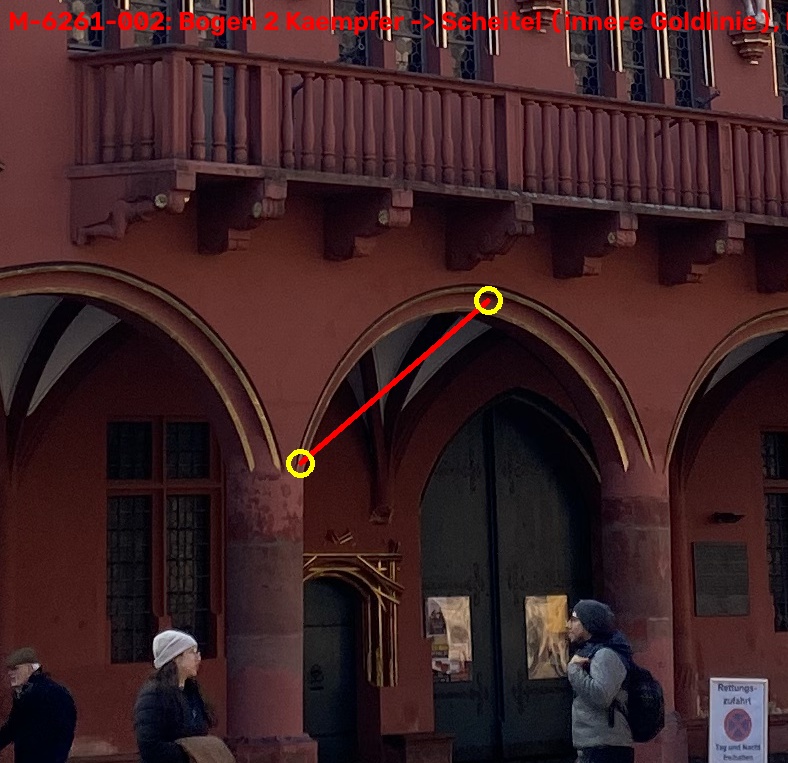 M-6261-002: Bogen 2 Kaempfer -> Scheitel (innere Goldlinie),
Rettungs-
zufahrt
Tag und Nacht
freihalten